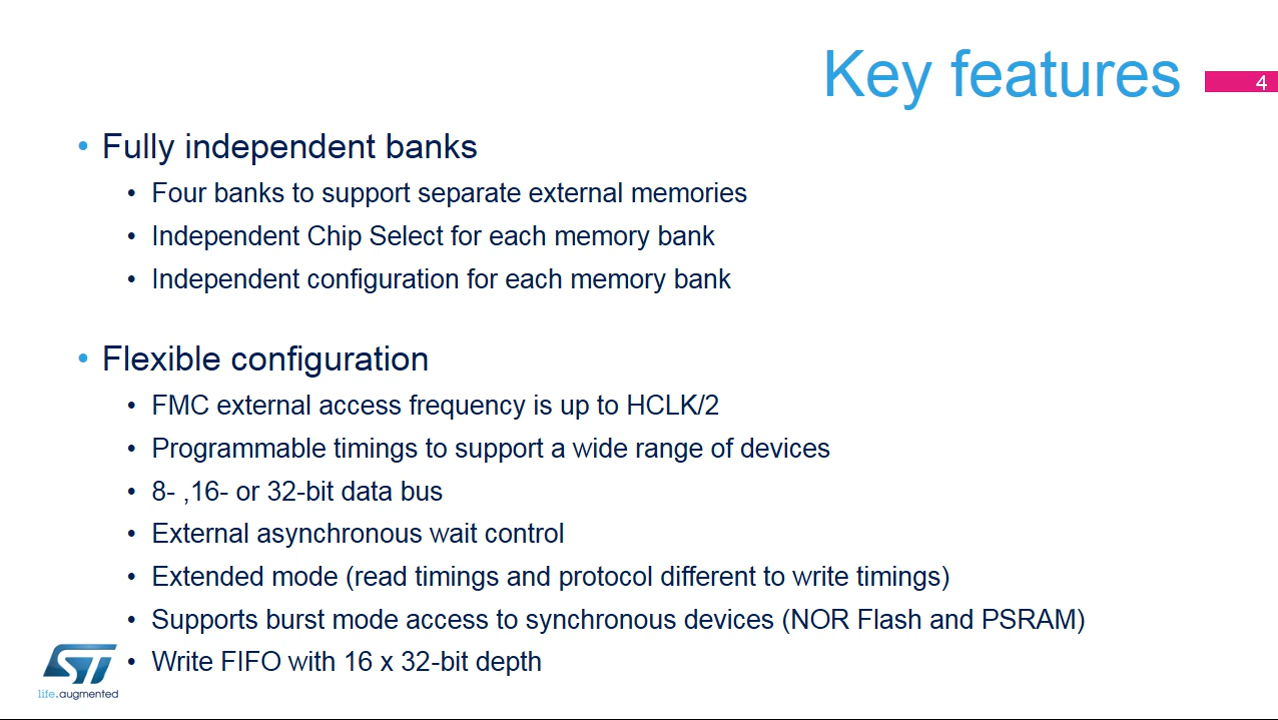 Key features
4
• Fully independent banks
• Four banks to support separate external memories
• Independent Chip Select for each memory bank
• Independent configuration for each memory bank
• Flexible configuration
• FMC external access frequency is up to HCLK/2
• Programmable timings to support a wide range of devices
• 8- ,16- or 32-bit data bus
• External asynchronous wait control
• Extended mode (read timings and protocol different to write timings)
• Supports burst mode access to synchronous devices (NOR Flash and PSRAM)
• Write FIFO with 16 x 32-bit depth
ST
life.augmented